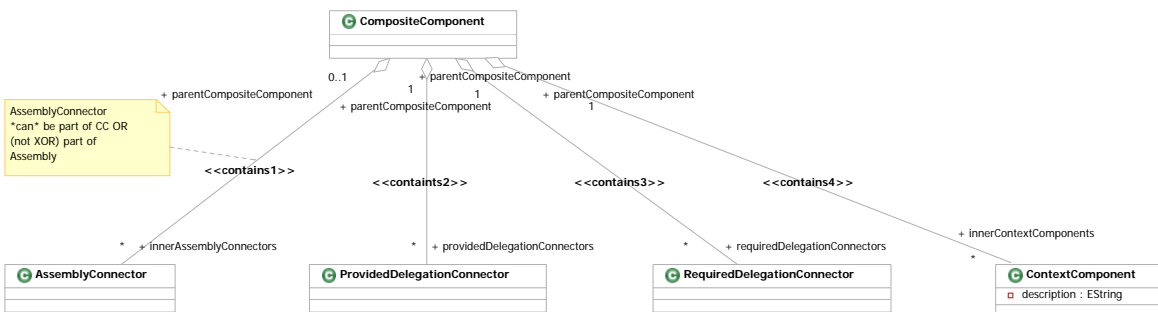 CompositeComponent
0..1
+ parentCompositeComponent
1
1
+ parentCompositeComponent
+ parentCompositeComponent
+ parentCompositeComponent
1
AssemblyConnector
*can* be part of CC OR
(not XOR) part of
Assembly
<<contains1>>
<<containts2>>
<<contains3>>
<<contains4>>
* + innerAssemblyConnectors
* + providedDelegationConnectors
* + requiredDelegationConnectors
+ innerContextComponents
*
C AssemblyConnector
C ProvidedDelegationConnector
C RequiredDelegationConnector
C ContextComponent
description : EString